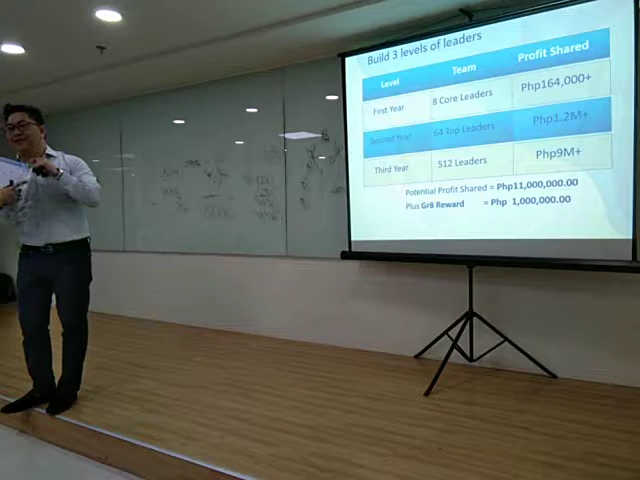 Build 3 levels of leaders
Level Team Profit Shared
First Year 8 Core Leaders Php164,000+
Second Year 64 Top Leaders Php1.2M+
Third Year 512 Leaders Php9M+
Potential Profit Shared = Php11,000,000.00
Plus Gr8 Reward = Php 1,000,000.00